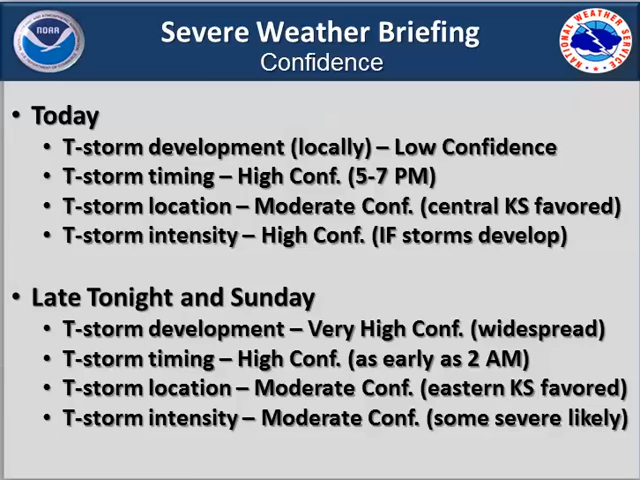 NOAA
Severe Weather Briefing
Confidence
NATIONAL WEATHER SERVICE
• Today
• T-storm development (locally) – Low Confidence
• T-storm timing – High Conf. (5-7 PM)
• T-storm location – Moderate Conf. (central KS favored)
• T-storm intensity – High Conf. (IF storms develop)
• Late Tonight and Sunday
• T-storm development – Very High Conf. (widespread)
• T-storm timing – High Conf. (as early as 2 AM)
• T-storm location – Moderate Conf. (eastern KS favored)
• T-storm intensity – Moderate Conf. (some severe likely)